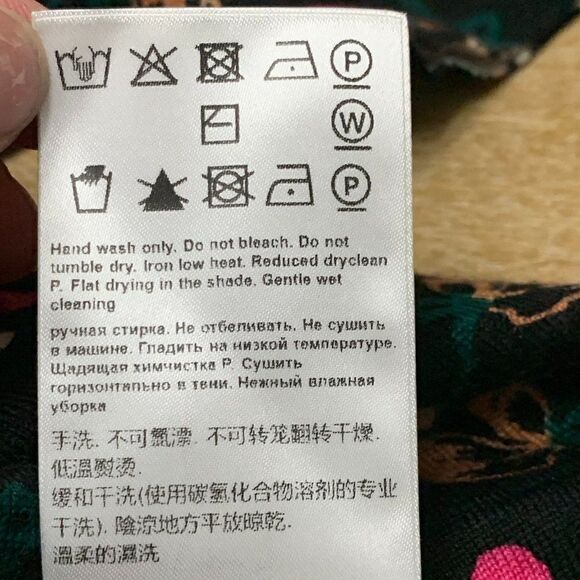 P
W
P
Hand wash only. Do not bleach. Do not
tumble dry. Iron low heat. Reduced dryclean
P. Flat drying in the shade. Gentle wet
cleaning
ручная стирка. Не отбеливать. Не сушить
в машине. Гладить на низкой температуре.
Щадящая химчистка P. Сушить
горизонтально в тени. Нежный влажная
уборка
手洗. 不可氯漂. 不可转笼翻转干燥.
低溫熨烫.
缓和干洗(使用碳氢化合物溶剂的专业
干洗). 陰涼地方平放晾乾.
溫柔的濕洗